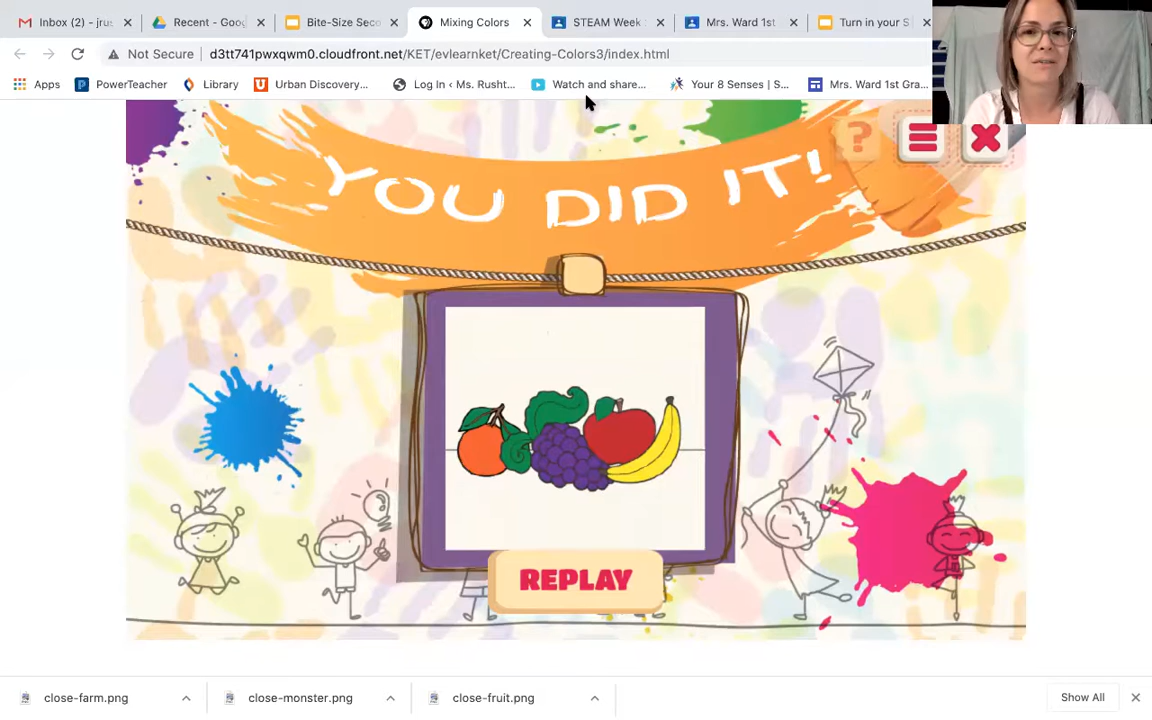 Inbox (2) - jrus
Recent - Goog
Bite-Size Seco
Mixing Colors
STEAM Week
Mrs. Ward 1st
Turn in your S
Not Secure
d3tt741pwxqwm0.cloudfront.net/KET/evlearnket/Creating-Colors3/index.html
Apps
PowerTeacher
Library
Urban Discovery...
Log In ‹ Ms. Rusht...
Watch and share...
Your 8 Senses | S...
Mrs. Ward 1st Gra...
?
YOU DID IT!
REPLAY
close-farm.png
close-monster.png
close-fruit.png
Show All